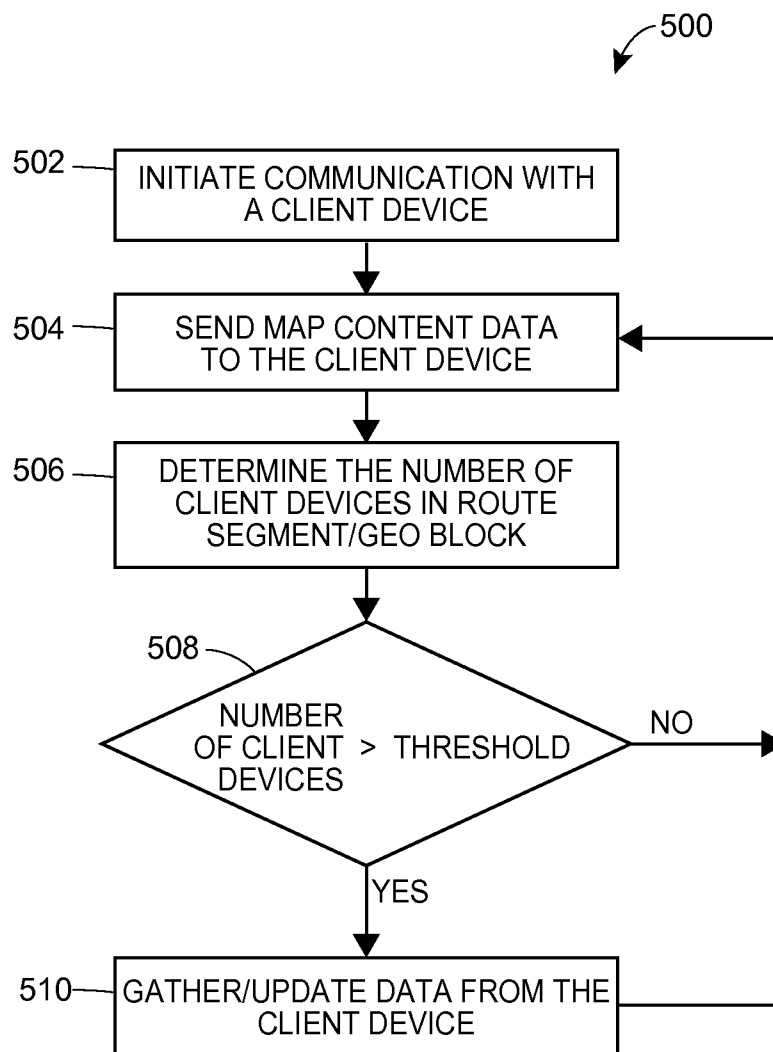 500
502
INITIATE COMMUNICATION WITH
A CLIENT DEVICE
504
SEND MAP CONTENT DATA
TO THE CLIENT DEVICE
506
DETERMINE THE NUMBER OF
CLIENT DEVICES IN ROUTE
SEGMENT/GEO BLOCK
508
NUMBER
OF CLIENT > THRESHOLD
DEVICES
NO
YES
510
GATHER/UPDATE DATA FROM THE
CLIENT DEVICE